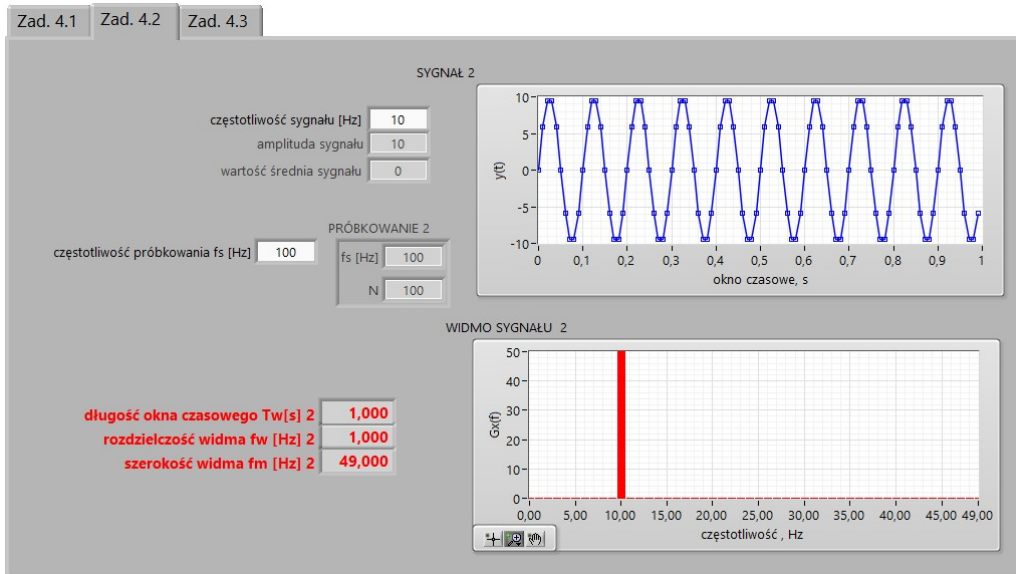 Zad. 4.1 Zad. 4.2 Zad. 4.3
SYGNAŁ 2
częstotliwość sygnału [Hz] 10
amplituda sygnału 10
wartość średnia sygnału 0
PRÓBKOWANIE 2
częstotliwość próbkowania fs [Hz] 100
fs [Hz] 100
N 100
y(t)
10
5
0
-5
-10
0 0,1 0,2 0,3 0,4 0,5 0,6 0,7 0,8 0,9 1
okno czasowe, s
WIDMO SYGNAŁU 2
długość okna czasowego Tw[s] 2 1,000
rozdzielczość widma fw [Hz] 2 1,000
szerokość widma fm [Hz] 2 49,000
Gx(f)
50
40
30
20
10
0
0,00 5,00 10,00 15,00 20,00 25,00 30,00 35,00 40,00 45,00 49,00
częstotliwość , Hz